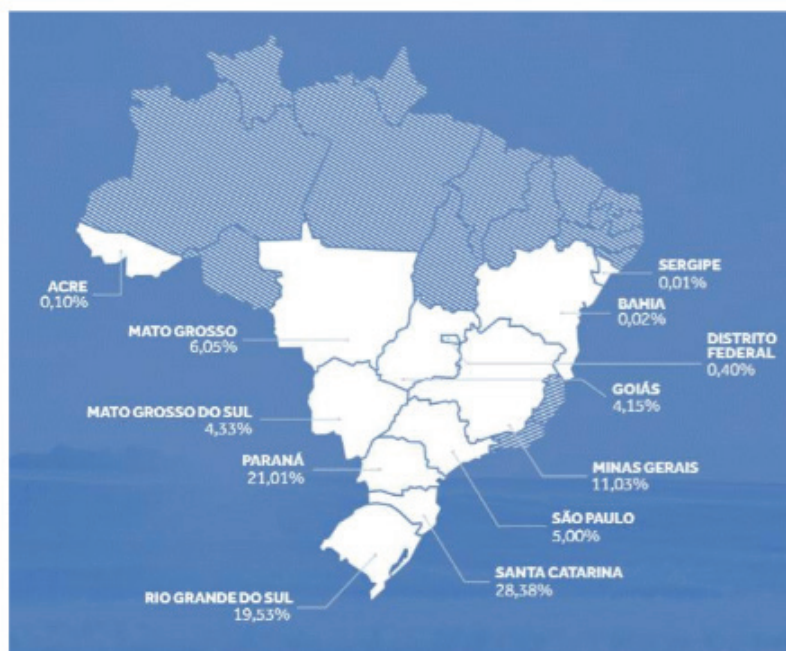 ACRE
0,10%
MATO GROSSO
6,05%
MATO GROSSO DO SUL
4,33%
PARANÁ
21,01%
RIO GRANDE DO SUL
19,53%
SERGIPE
0,01%
BAHIA
0,02%
DISTRITO
FEDERAL
0,40%
GOIÁS
4,15%
MINAS GERAIS
11,03%
SÃO PAULO
5,00%
SANTA CATARINA
28,38%